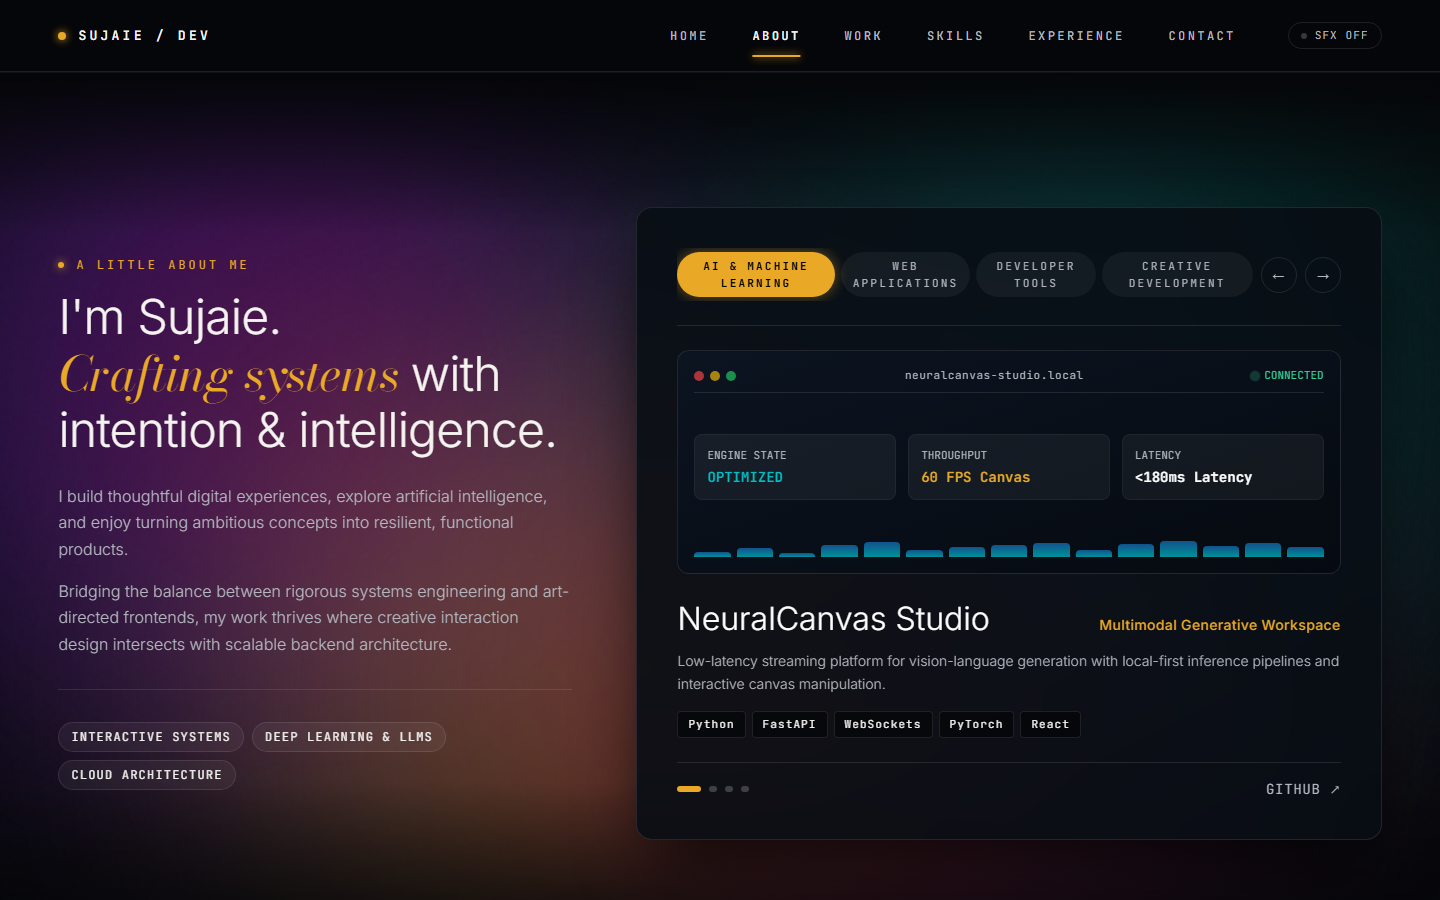 SUJAIE / DEV
HOME
ABOUT
WORK
SKILLS
EXPERIENCE
CONTACT
SFX OFF
A LITTLE ABOUT ME
I'm Sujaie.
Crafting systems with
intention & intelligence.
I build thoughtful digital experiences, explore artificial intelligence,
and enjoy turning ambitious concepts into resilient, functional
products.
Bridging the balance between rigorous systems engineering and art-
directed frontends, my work thrives where creative interaction
design intersects with scalable backend architecture.
INTERACTIVE SYSTEMS
DEEP LEARNING & LLMS
CLOUD ARCHITECTURE
AI & MACHINE
LEARNING
WEB
APPLICATIONS
DEVELOPER
TOOLS
CREATIVE
DEVELOPMENT
← →
neuralcanvas-studio.local
CONNECTED
ENGINE STATE
OPTIMIZED
THROUGHPUT
60 FPS Canvas
LATENCY
<180ms Latency
NeuralCanvas Studio
Multimodal Generative Workspace
Low-latency streaming platform for vision-language generation with local-first inference pipelines and
interactive canvas manipulation.
Python
FastAPI
WebSockets
PyTorch
React
GITHUB ↗